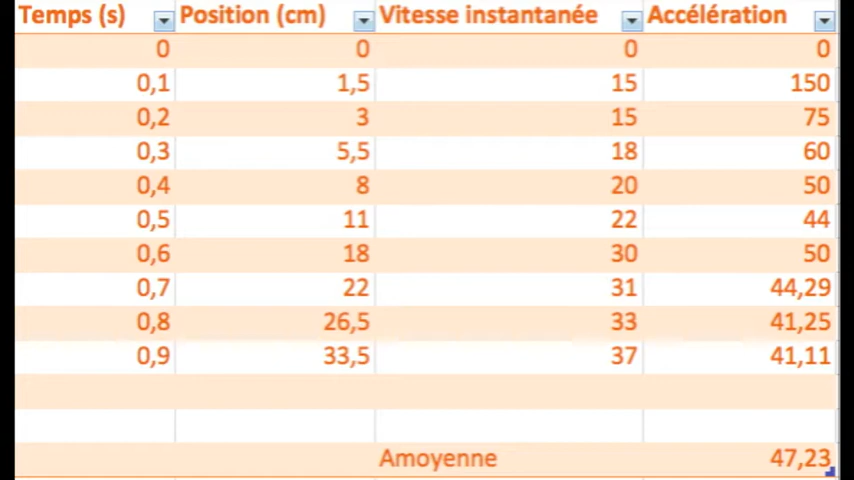 Temps (s) Position (cm) Vitesse instantanée Accélération
0 0 0 0
0,1 1,5 15 150
0,2 3 15 75
0,3 5,5 18 60
0,4 8 20 50
0,5 11 22 44
0,6 18 30 50
0,7 22 31 44,29
0,8 26,5 33 41,25
0,9 33,5 37 41,11
Amoyenne 47,23